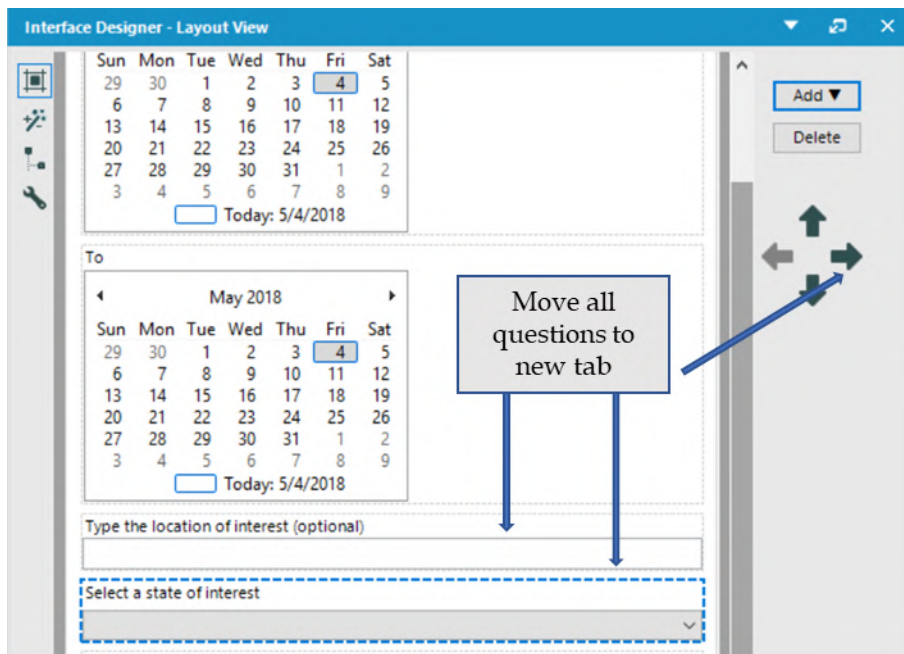 Interface Designer - Layout View
Sun Mon Tue Wed Thu Fri Sat
29 30 1 2 3 4 5
6 7 8 9 10 11 12
13 14 15 16 17 18 19
20 21 22 23 24 25 26
27 28 29 30 31 1 2
3 4 5 6 7 8 9
Today: 5/4/2018
To
May 2018
Sun Mon Tue Wed Thu Fri Sat
29 30 1 2 3 4 5
6 7 8 9 10 11 12
13 14 15 16 17 18 19
20 21 22 23 24 25 26
27 28 29 30 31 1 2
3 4 5 6 7 8 9
Today: 5/4/2018
Type the location of interest (optional)
Select a state of interest
Move all
questions to
new tab
Add ▼
Delete